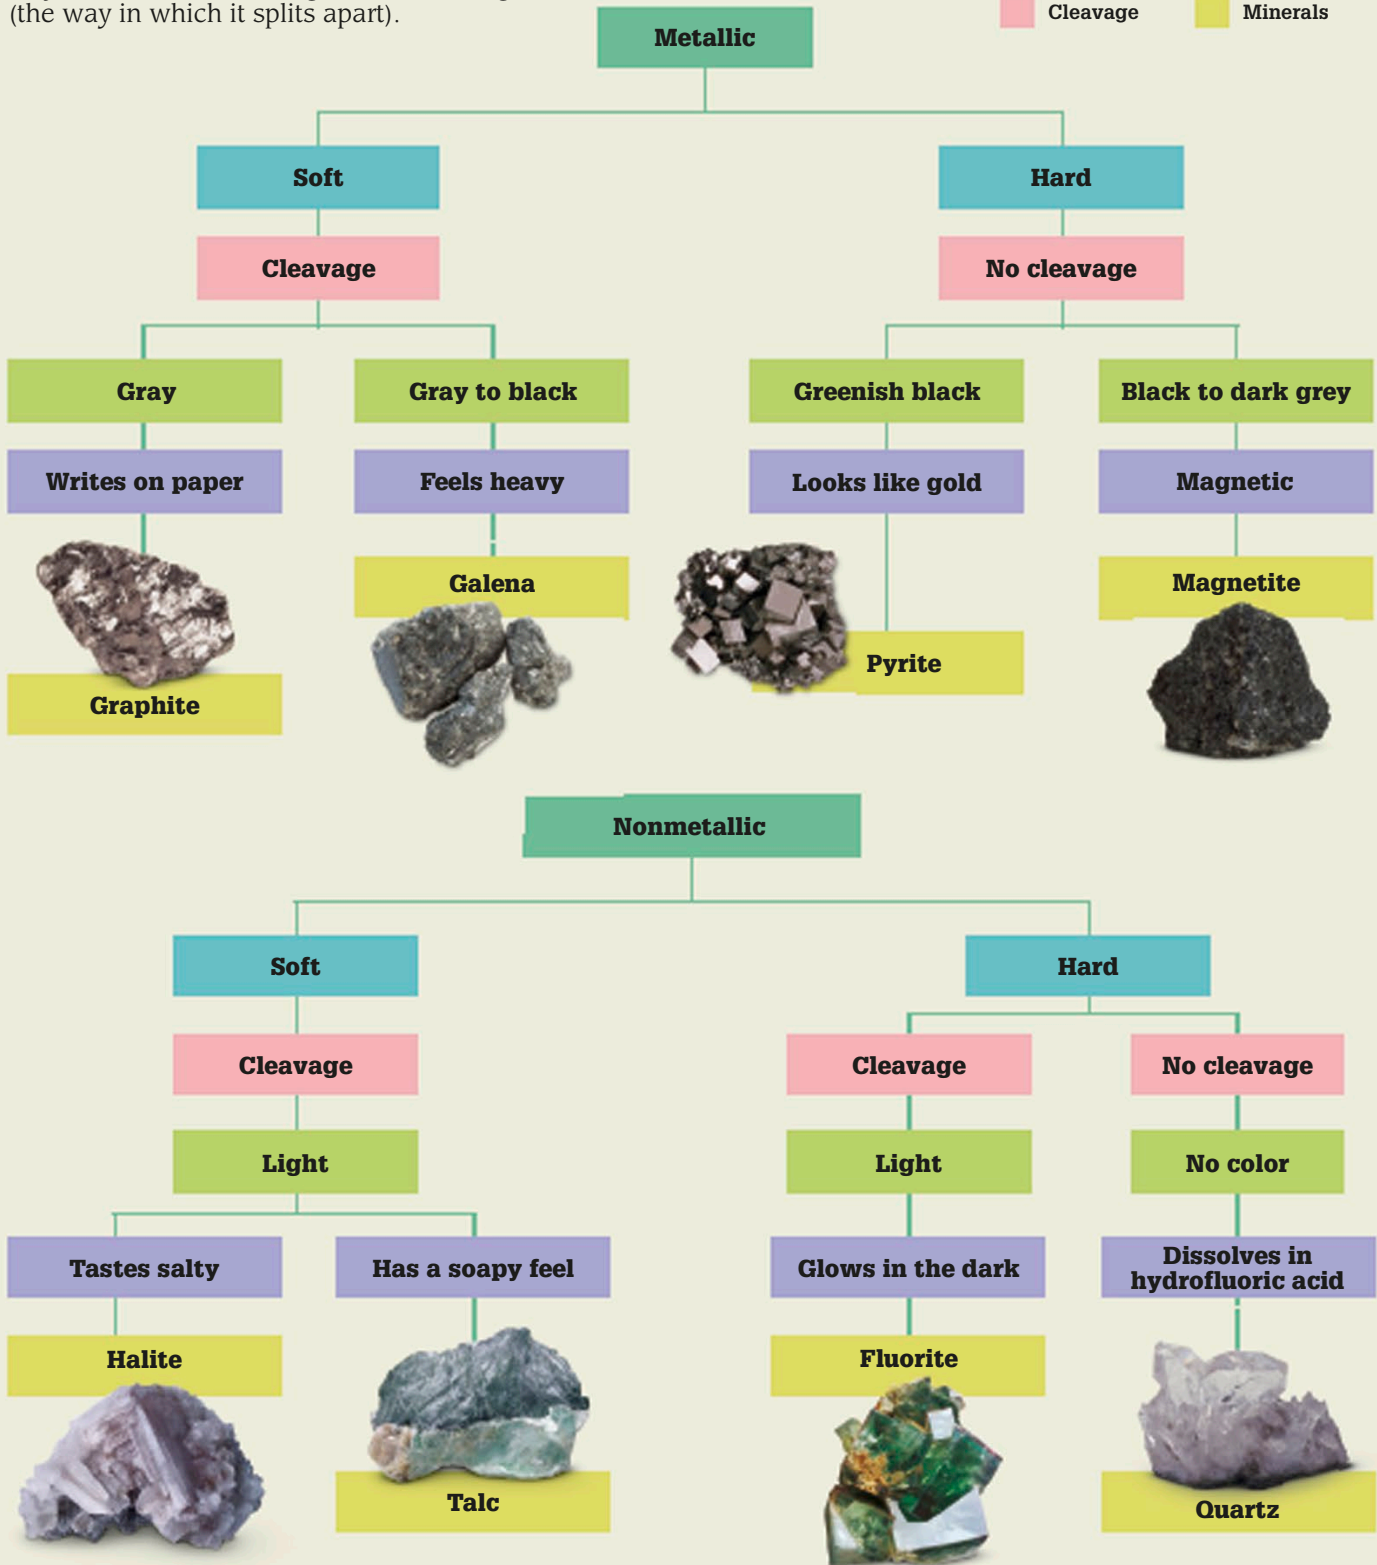 (the way in which it splits apart).
Cleavage
Minerals
Metallic
Soft
Hard
Cleavage
No cleavage
Gray
Gray to black
Greenish black
Black to dark grey
Writes on paper
Feels heavy
Looks like gold
Magnetic
Galena
Magnetite
Pyrite
Graphite
Nonmetallic
Soft
Hard
Cleavage
Cleavage
No cleavage
Light
Light
No color
Tastes salty
Has a soapy feel
Glows in the dark
Dissolves in
hydrofluoric acid
Halite
Fluorite
Talc
Quartz